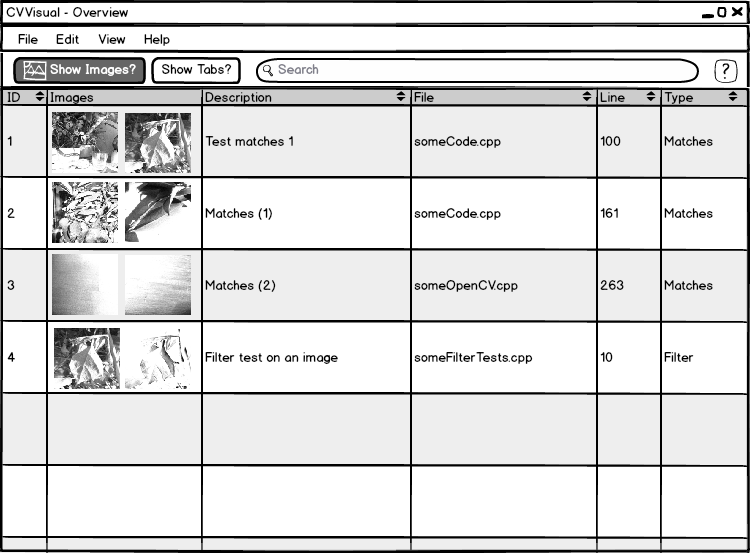 CVVisual - Overview
File Edit View Help
Show Images? Show Tabs? Search ?
ID Images Description File Line Type
1 Test matches 1 someCode.cpp 100 Matches
2 Matches (1) someCode.cpp 161 Matches
3 Matches (2) someOpenCV.cpp 263 Matches
4 Filter test on an image someFilterTests.cpp 10 Filter